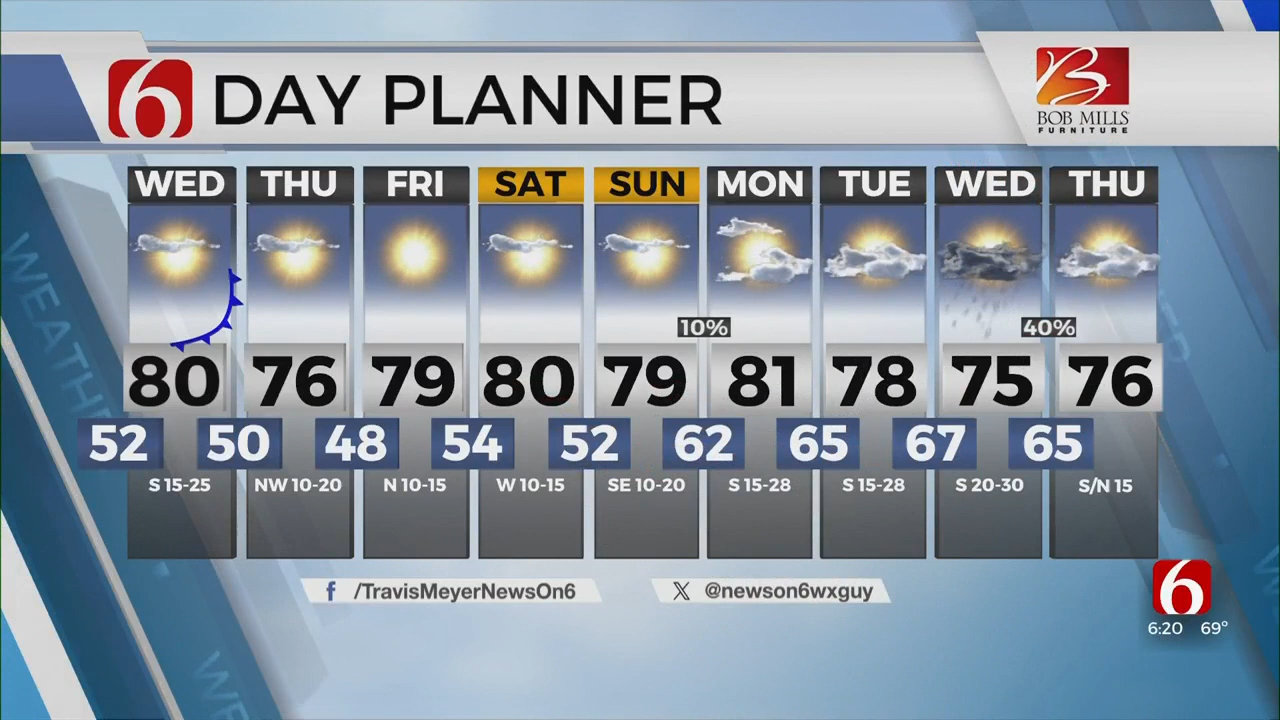 6 DAY PLANNER
BOB MILLS
FURNITURE
WED THU FRI SAT SUN MON TUE WED THU
10% 40%
80 76 79 80 79 81 78 75 76
52 50 48 54 52 62 65 67 65
S 15-25 NW 10-20 N 10-15 W 10-15 SE 10-20 S 15-28 S 15-28 S 20-30 S/N 15
f /TravisMeyerNewsOn6 X @newson6wxguy
6
6:20 69°
WEATHER